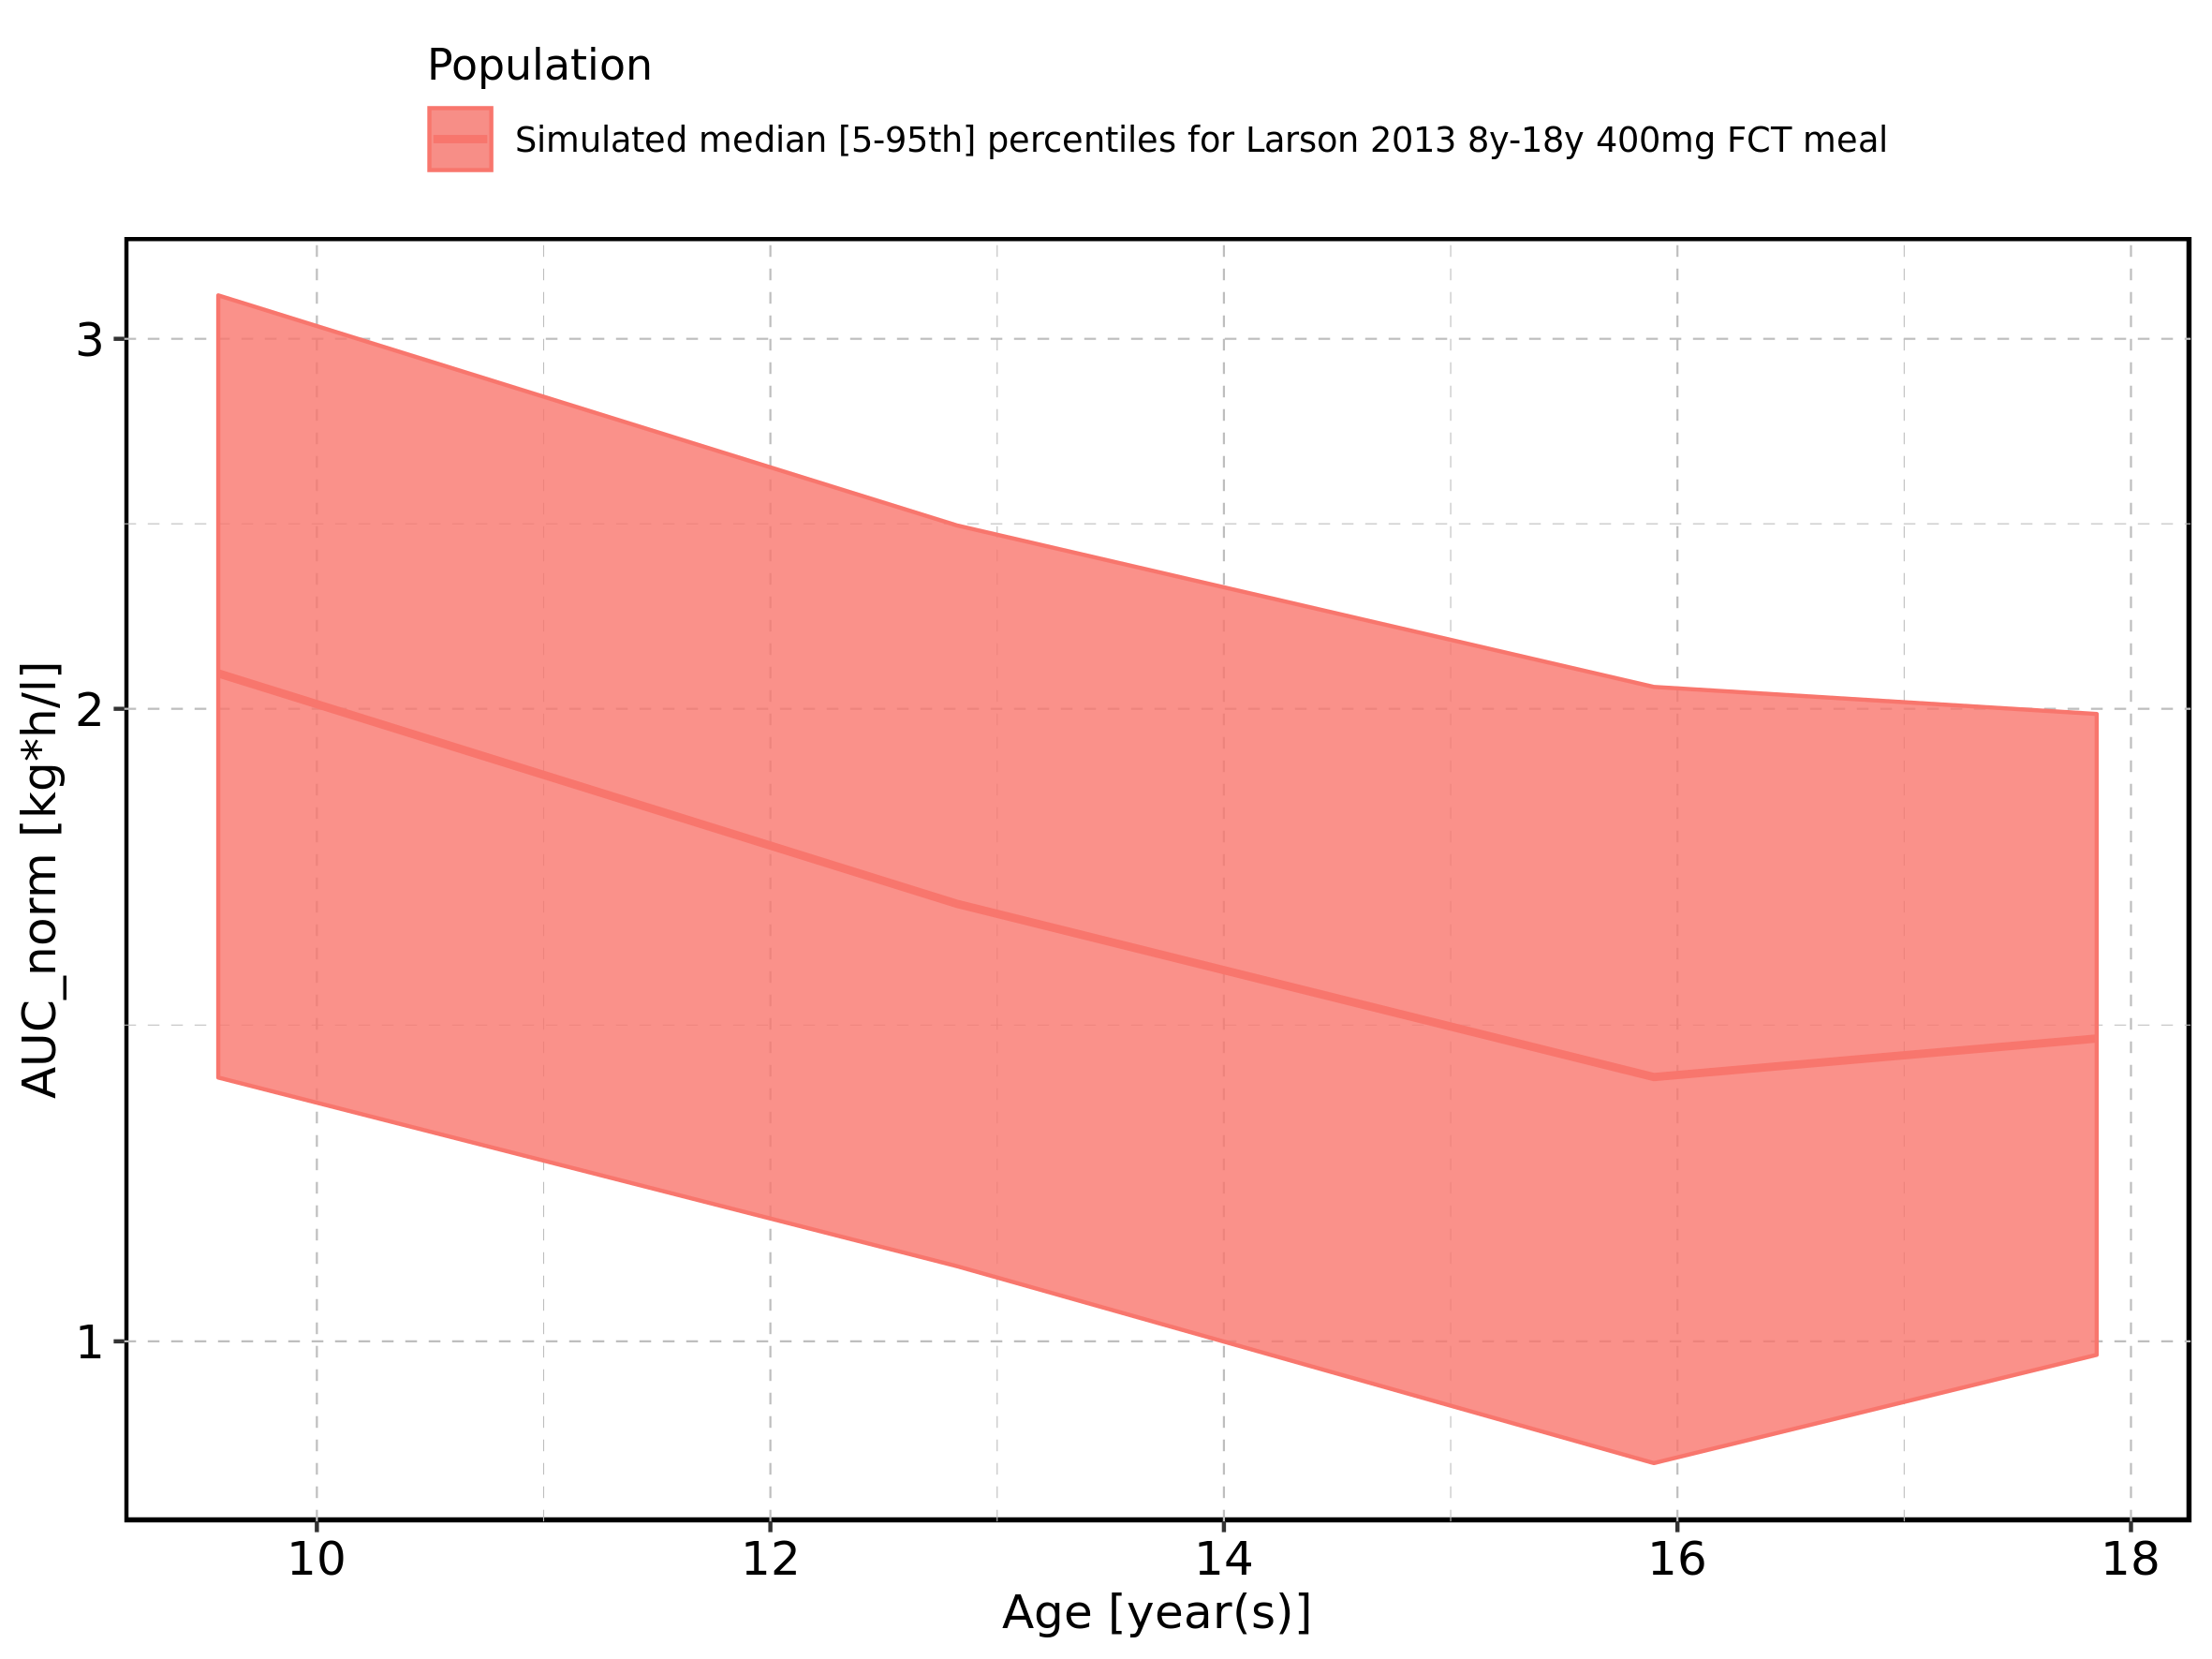 Population
Simulated median [5-95th] percentiles for Larson 2013 8y-18y 400mg FCT meal
3
2
1
AUC_norm [kg*h/l]
10 12 14 16 18
Age [year(s)]